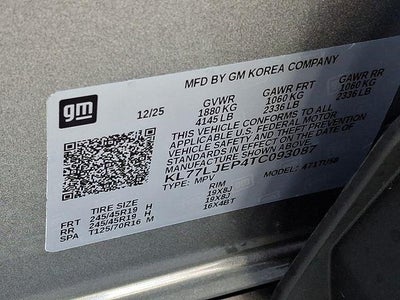 MFD BY GM KOREA COMPANY
gm
12/25
GVWR GAWR FRT GAWR RR
1880 KG 1060 KG 1060 KG
4145 LB 2336 LB 2336 LB
THIS VEHICLE CONFORMS TO ALL
APPLICABLE U.S. FEDERAL MOTOR
VEHICLE SAFETY AND THEFT PREVENTION
STANDARDS IN EFFECT ON THE DATE OF
MANUFACTURE SHOWN ABOVE.
KL77LJEP4TC093087
TYPE: MPV MODEL: 4TTU58
TIRE SIZE RIM
FRT 245/45R19 H 19X8J
RR 245/45R19 H 19X8J
SPA T125/70R16 M 16X4BT